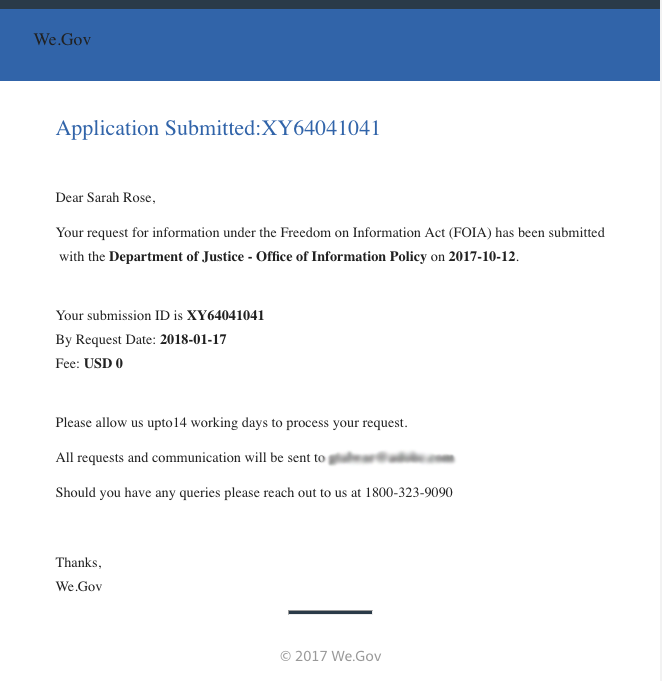 We.Gov
Application Submitted:XY64041041
Dear Sarah Rose,
Your request for information under the Freedom on Information Act (FOIA) has been submitted
with the Department of Justice - Office of Information Policy on 2017-10-12.
Your submission ID is XY64041041
By Request Date: 2018-01-17
Fee: USD 0
Please allow us upto14 working days to process your request.
All requests and communication will be sent to
Should you have any queries please reach out to us at 1800-323-9090
Thanks,
We.Gov
© 2017 We.Gov